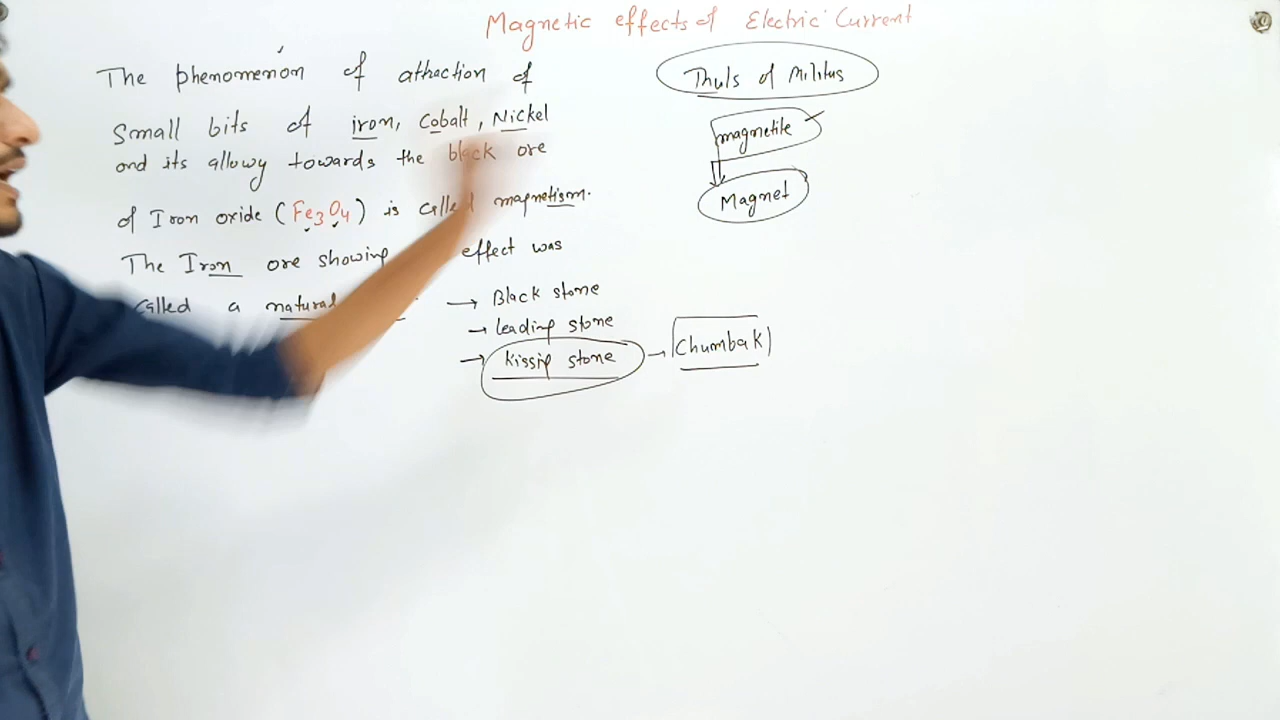 Magnetic effects of Electric Current
The phenomenon of attraction of
Small bits of iron, Cobalt, Nickel
and its allowy towards the black ore
of Iron oxide (Fe3O4) is called magnetism.
The Iron ore showing effect was
called a natural
→ Black stone
→ leading stone
→ kissing stone → Chumbak
Thuls of Militus
magnetite
Magnet